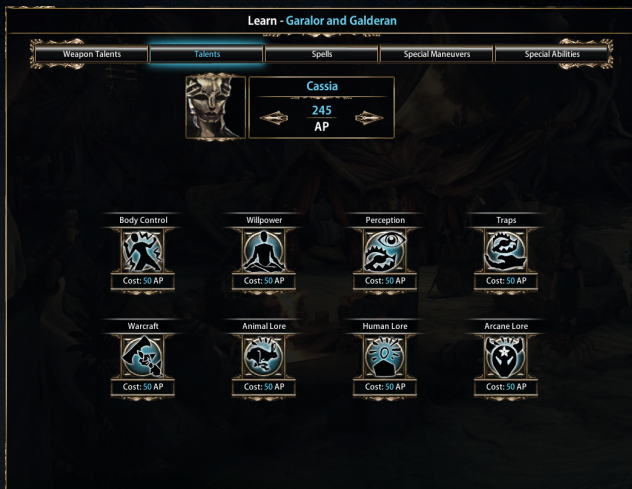 Learn - Garalor and Galderan
Weapon Talents Talents Spells Special Maneuvers Special Abilities
Cassia
245
AP
Body Control Willpower Perception Traps
Cost: 50 AP Cost: 50 AP Cost: 50 AP Cost: 50 AP
Warcraft Animal Lore Human Lore Arcane Lore
Cost: 50 AP Cost: 50 AP Cost: 50 AP Cost: 50 AP